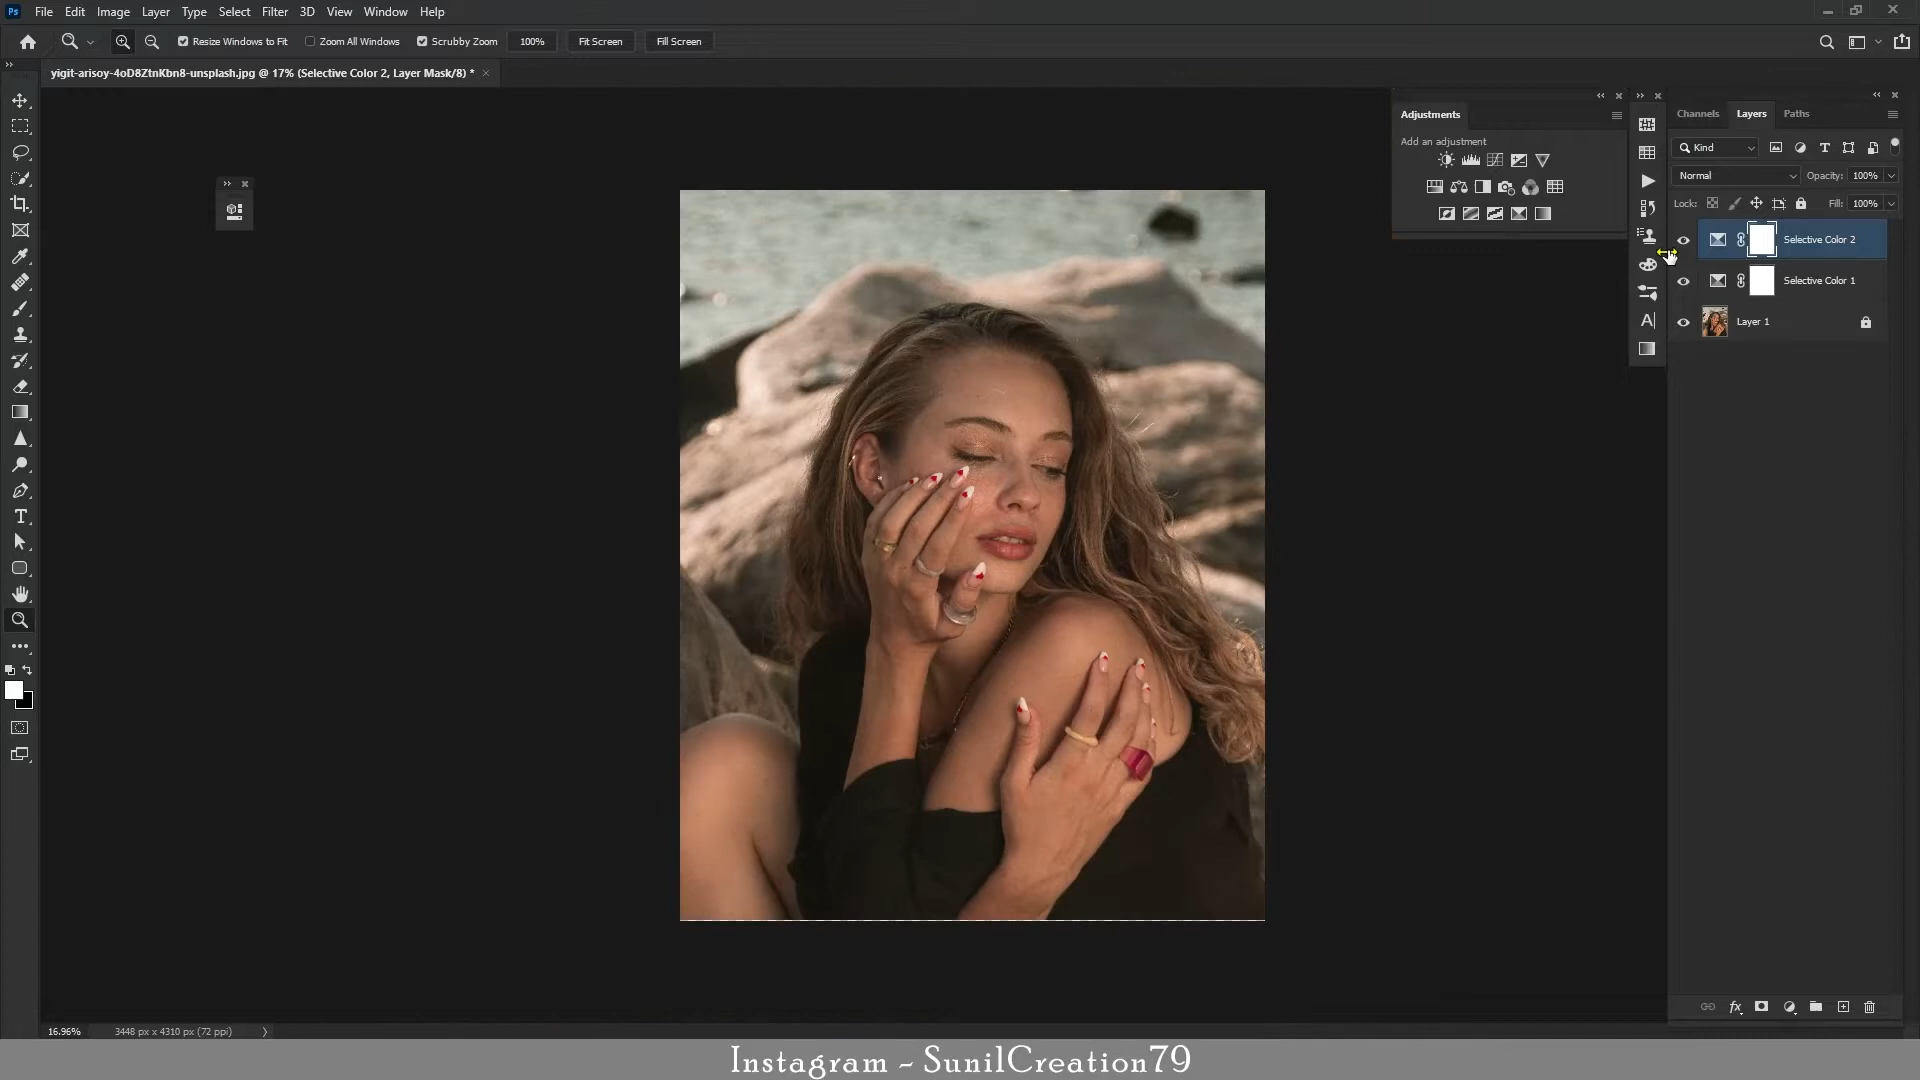 Ps File Edit Image Layer Type Select Filter 3D View Window Help
Resize Windows to Fit Zoom All Windows Scrubby Zoom 100% Fit Screen Fill Screen
yigit-arisoy-4oD8ZtnKbn8-unsplash.jpg @ 17% (Selective Color 2, Layer Mask/8) *
Adjustments
Add an adjustment
Channels Layers Paths
Kind
Normal Opacity: 100%
Lock: Fill: 100%
Selective Color 2
Selective Color 1
Layer 1
fx
16.96% 3448 px x 4310 px (72 ppi)
Instagram ~ SunilCreation79